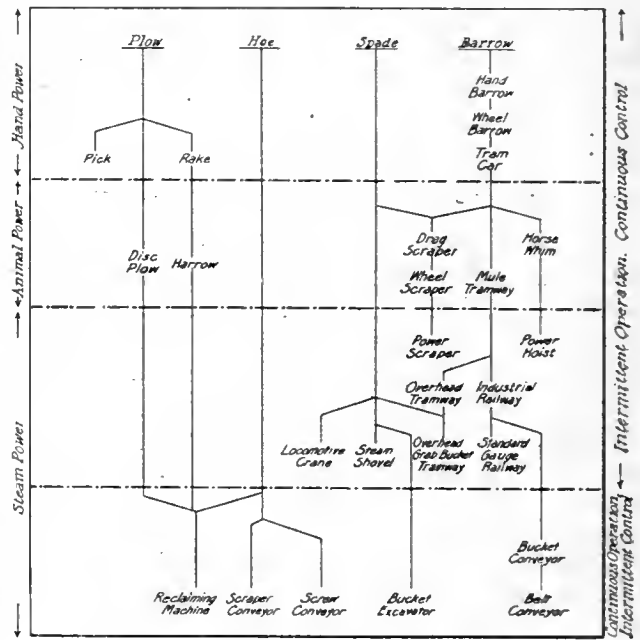 Plow
Hoe
Spade
Barrow
Hand
Barrow
Wheel
Barrow
Tram
Car
Pick
Rake
Disc
Plow
Harrow
Drag
Scraper
Wheel
Scraper
Horse
Whim
Mule
Tramway
Power
Scraper
Power
Hoist
Overhead
Tramway
Industrial
Railway
Locomotive
Crane
Steam
Shovel
Overhead
Grab Bucket
Tramway
Standard
Gauge
Railway
Bucket
Conveyor
Reclaiming
Machine
Scraper
Conveyor
Screw
Conveyor
Bucket
Excavator
Belt
Conveyor
Hand Power
Animal Power
Steam Power
Intermittent Operation. Continuous Control
Continuous Operation
Intermittent Control